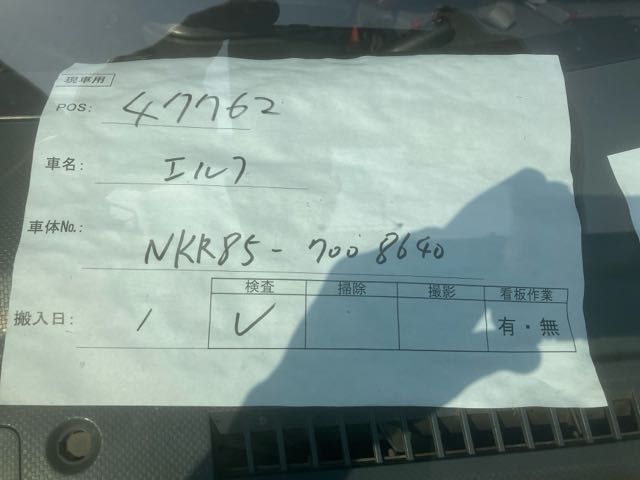 現車用
POS: 47762
車名: エルフ
車体No.: NKR85-7008640
検査 掃除 撮影 看板作業
搬入日: / ✓ 有・無